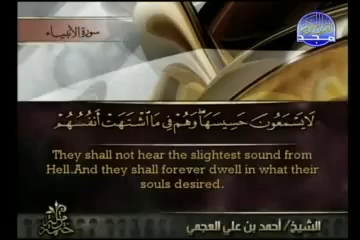 سورة الأنبياء
المجد
لَا يَسْمَعُونَ حَسِيسَهَا ۖ وَهُمْ فِي مَا اشْتَهَتْ أَنفُسُهُمْ
They shall not hear the slightest sound from
Hell.And they shall forever dwell in what their
souls desired.
الشيخ/ أحمد بن علي العجمي